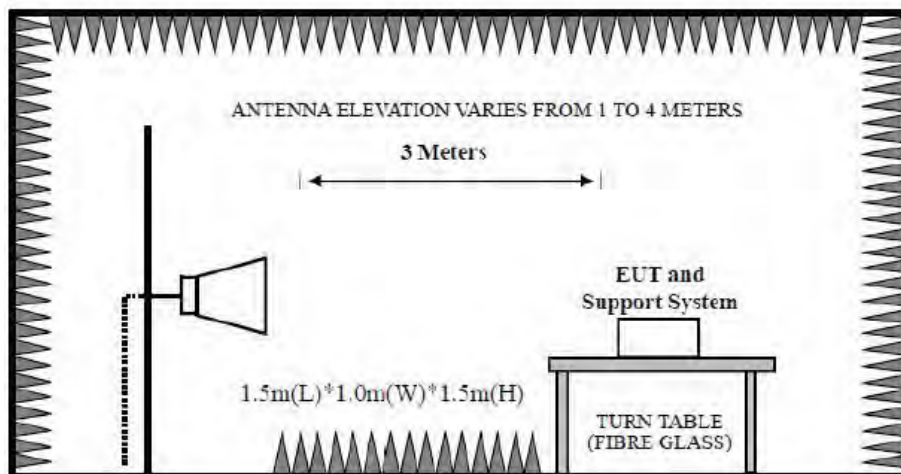 ANTENNA ELEVATION VARIES FROM 1 TO 4 METERS
3 Meters
EUT and
Support System
1.5m(L)*1.0m(W)*1.5m(H)
TURN TABLE
(FIBRE GLASS)